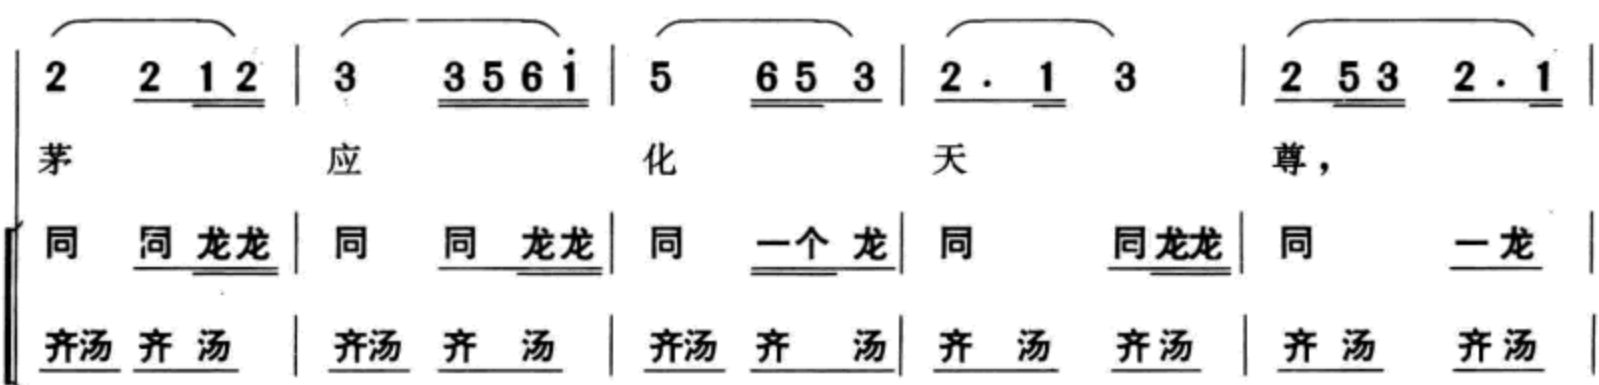 2 2 1 2 | 3 3 5 6 i | 5 6 5 3 | 2 · 1 3 | 2 5 3 2 · 1 |
茅 应 化 天 尊，
同 同 龙龙 | 同 同 龙龙 | 同 一个 龙 | 同 同龙龙 | 同 一龙 |
齐汤 齐 汤 | 齐汤 齐 汤 | 齐汤 齐 汤 | 齐 汤 齐汤 | 齐汤 齐汤 |